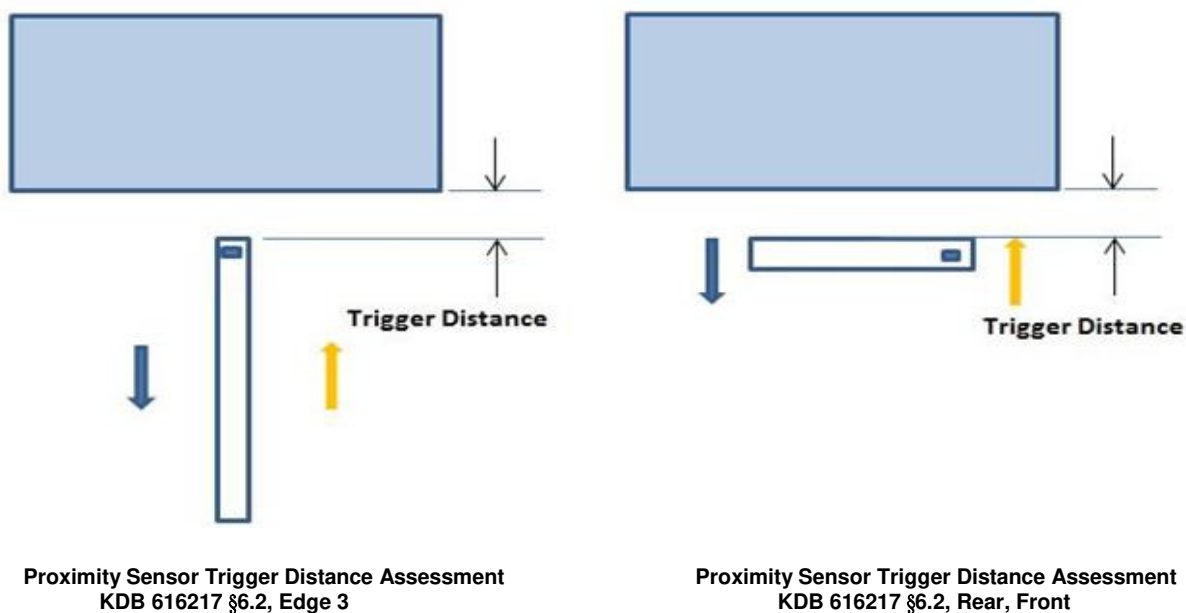 Trigger Distance
Trigger Distance
Proximity Sensor Trigger Distance Assessment
KDB 616217 §6.2, Edge 3
Proximity Sensor Trigger Distance Assessment
KDB 616217 §6.2, Rear, Front